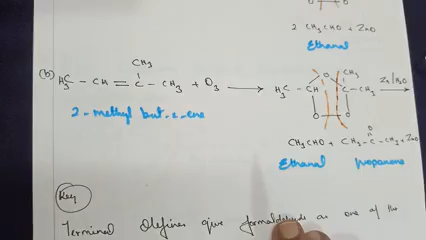 2 CH3CHO + ZnO
Ethanal
(b) H3C - CH = C - CH3 + O3 → H3C - CH C - CH3 Zn/H2O
CH3 O CH3
O O
2-methyl but-2-ene
CH3CHO + CH3-C-CH3 + ZnO
O
Ethanal propanone
Key
Terminal give formaldehyde as one of the